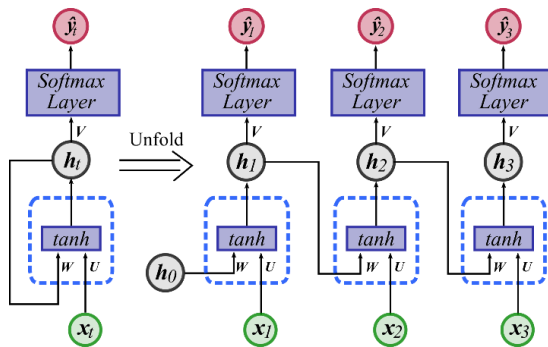 ŷt ŷ1 ŷ2 ŷ3
Softmax Layer Softmax Layer Softmax Layer Softmax Layer
V V V V
Unfold
ht h1 h2 h3
tanh tanh tanh tanh
W U W U W U W U
h0
xt x1 x2 x3